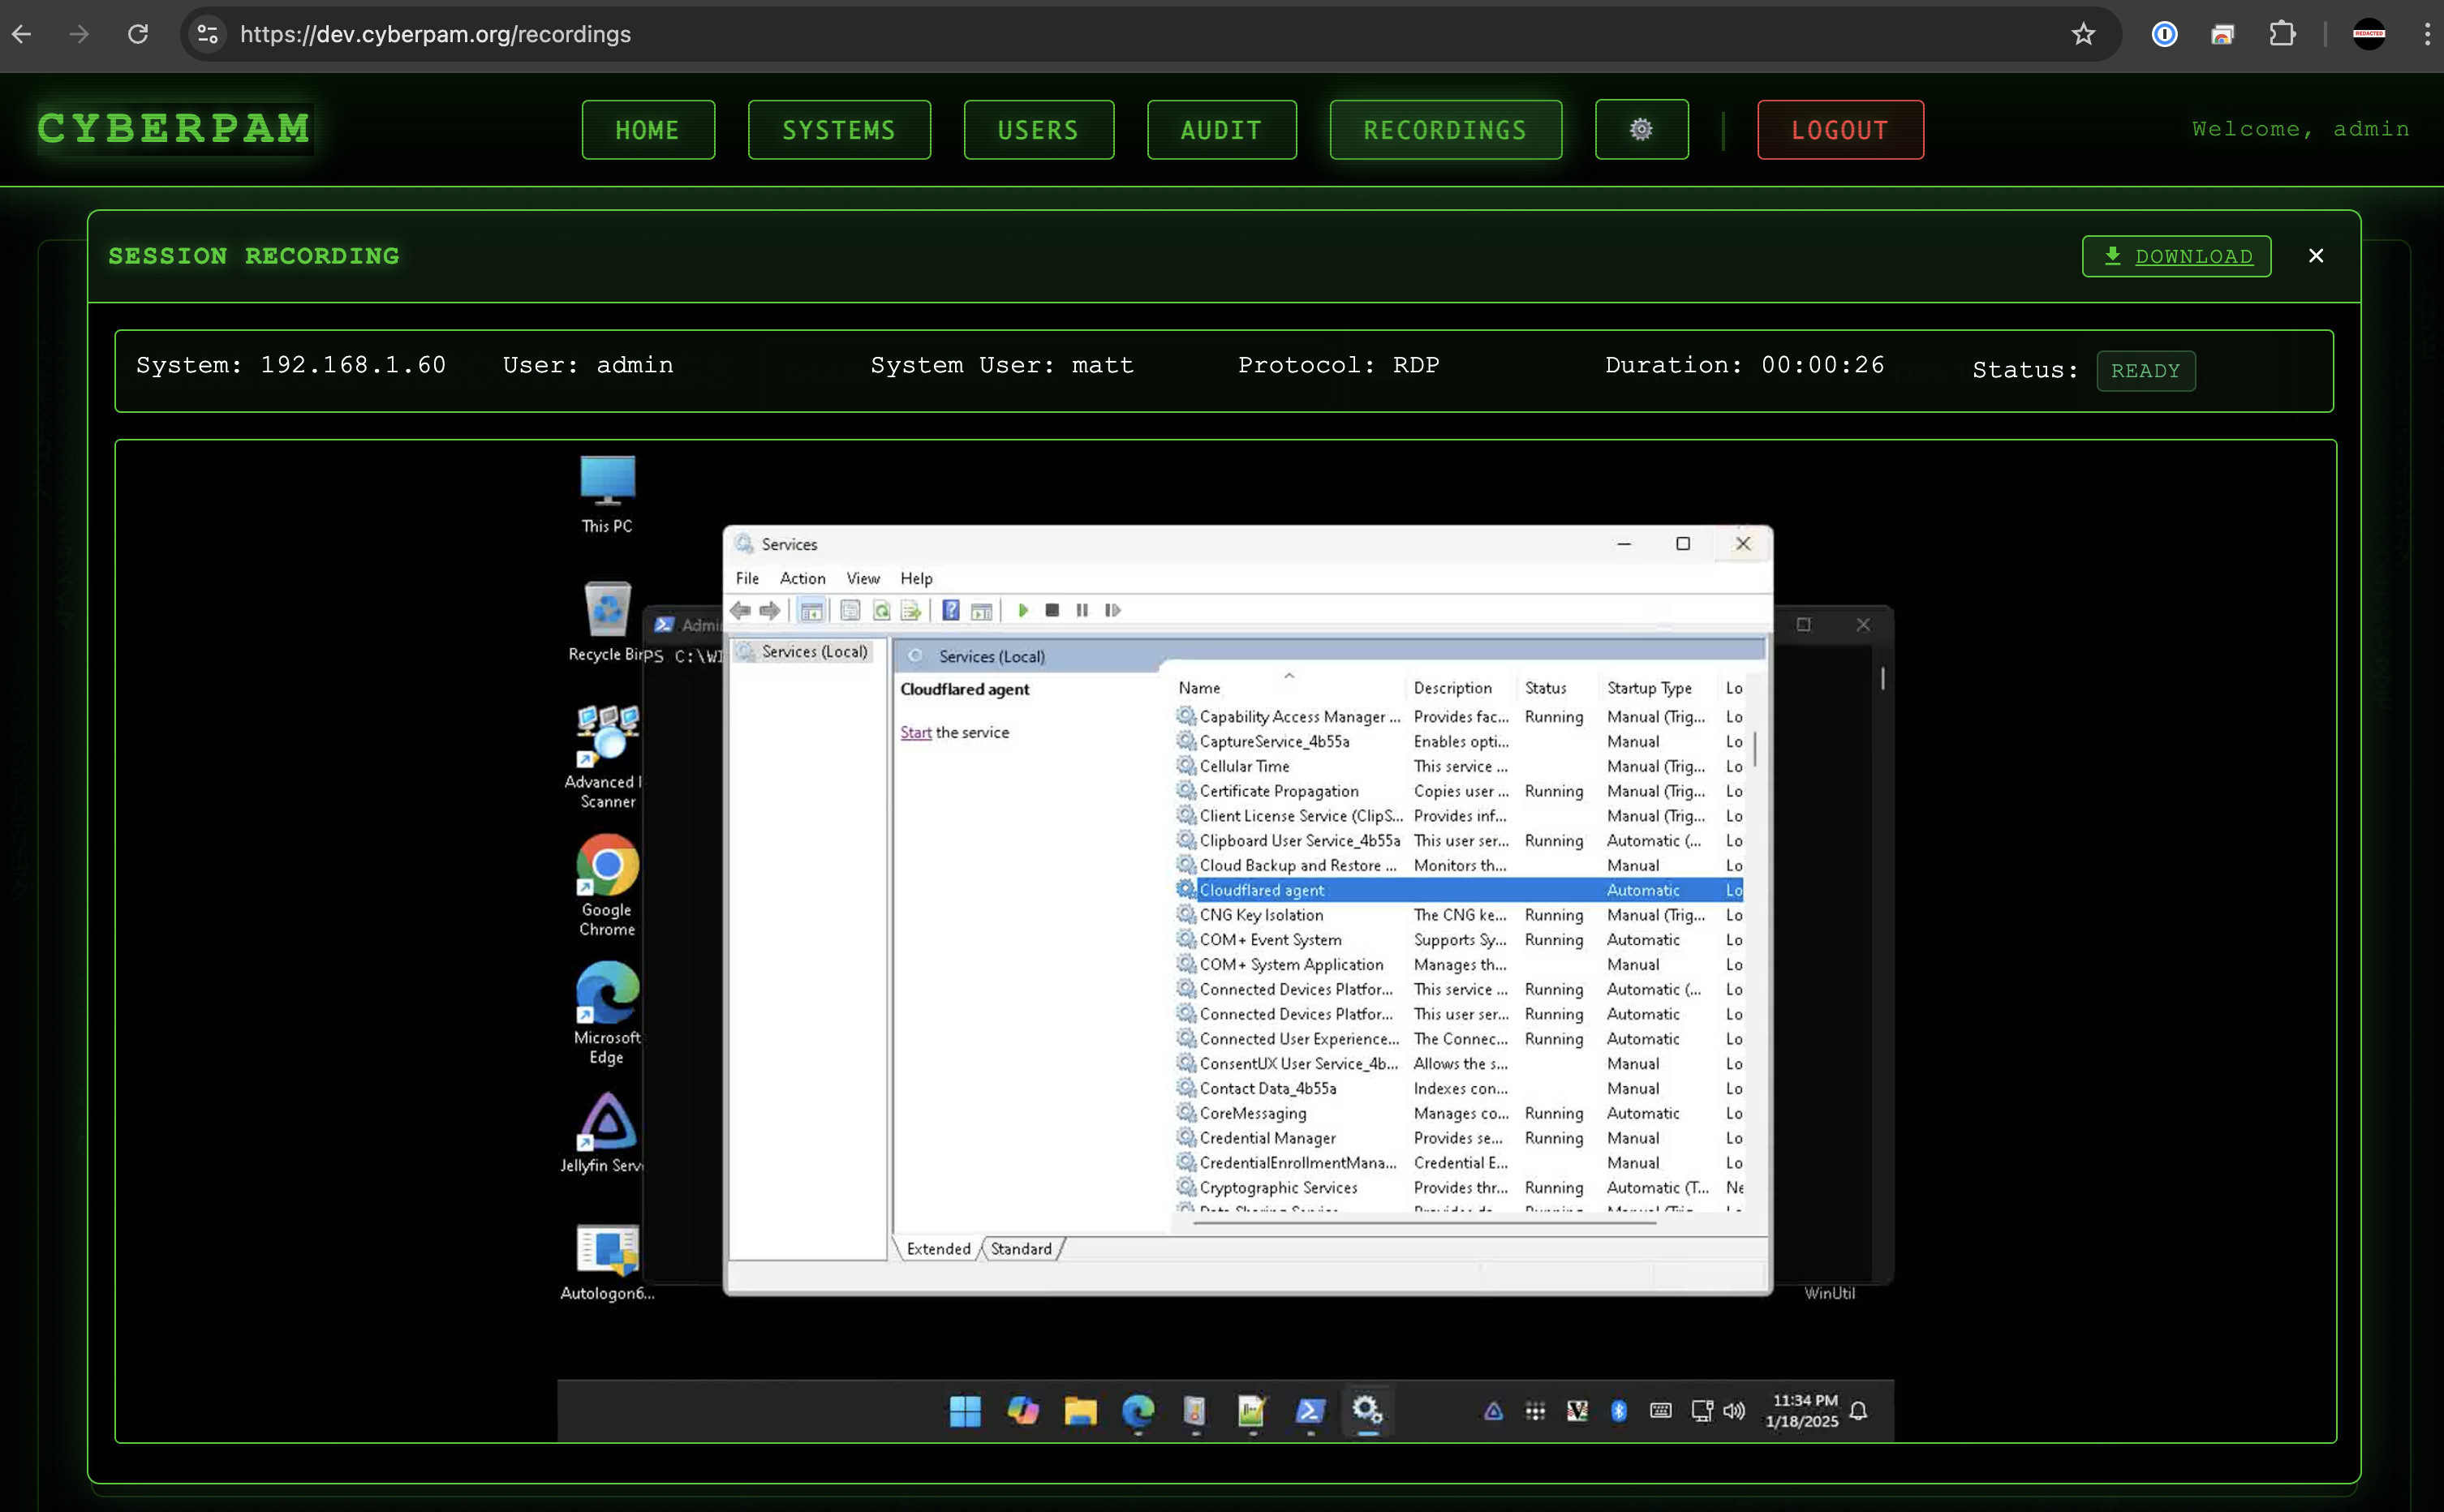 https://dev.cyberpam.org/recordings
REDACTED
CYBERPAM
HOME
SYSTEMS
USERS
AUDIT
RECORDINGS
LOGOUT
Welcome, admin
SESSION RECORDING
DOWNLOAD
System: 192.168.1.60
User: admin
System User: matt
Protocol: RDP
Duration: 00:00:26
Status: READY
This PC
Recycle Bin
Advanced I
Scanner
Google
Chrome
Microsoft
Edge
Jellyfin Serv
Autologon6...
WinUtil
Admi
PS C:\WI
Services
File Action View Help
Services (Local)
Services (Local)
Cloudflared agent
Start the service
Name Description Status Startup Type Lo
Capability Access Manager ... Provides fac... Running Manual (Trig... Lo
CaptureService_4b55a Enables opti... Manual Lo
Cellular Time This service ... Manual (Trig... Lo
Certificate Propagation Copies user ... Running Manual (Trig... Lo
Client License Service (ClipS... Provides inf... Manual (Trig... Lo
Clipboard User Service_4b55a This user ser... Running Automatic (... Lo
Cloud Backup and Restore ... Monitors th... Manual Lo
Cloudflared agent Automatic Lo
CNG Key Isolation The CNG ke... Running Manual (Trig... Lo
COM+ Event System Supports Sy... Running Automatic Lo
COM+ System Application Manages th... Manual Lo
Connected Devices Platfor... This service ... Running Automatic (... Lo
Connected Devices Platfor... This user ser... Running Automatic Lo
Connected User Experience... The Connec... Running Automatic Lo
ConsentUX User Service_4b... Allows the s... Manual Lo
Contact Data_4b55a Indexes con... Manual Lo
CoreMessaging Manages co... Running Automatic Lo
Credential Manager Provides se... Running Manual Lo
CredentialEnrollmentMana... Credential E... Manual Lo
Cryptographic Services Provides thr... Running Automatic (T... Ne
Extended Standard
11:34 PM
1/18/2025